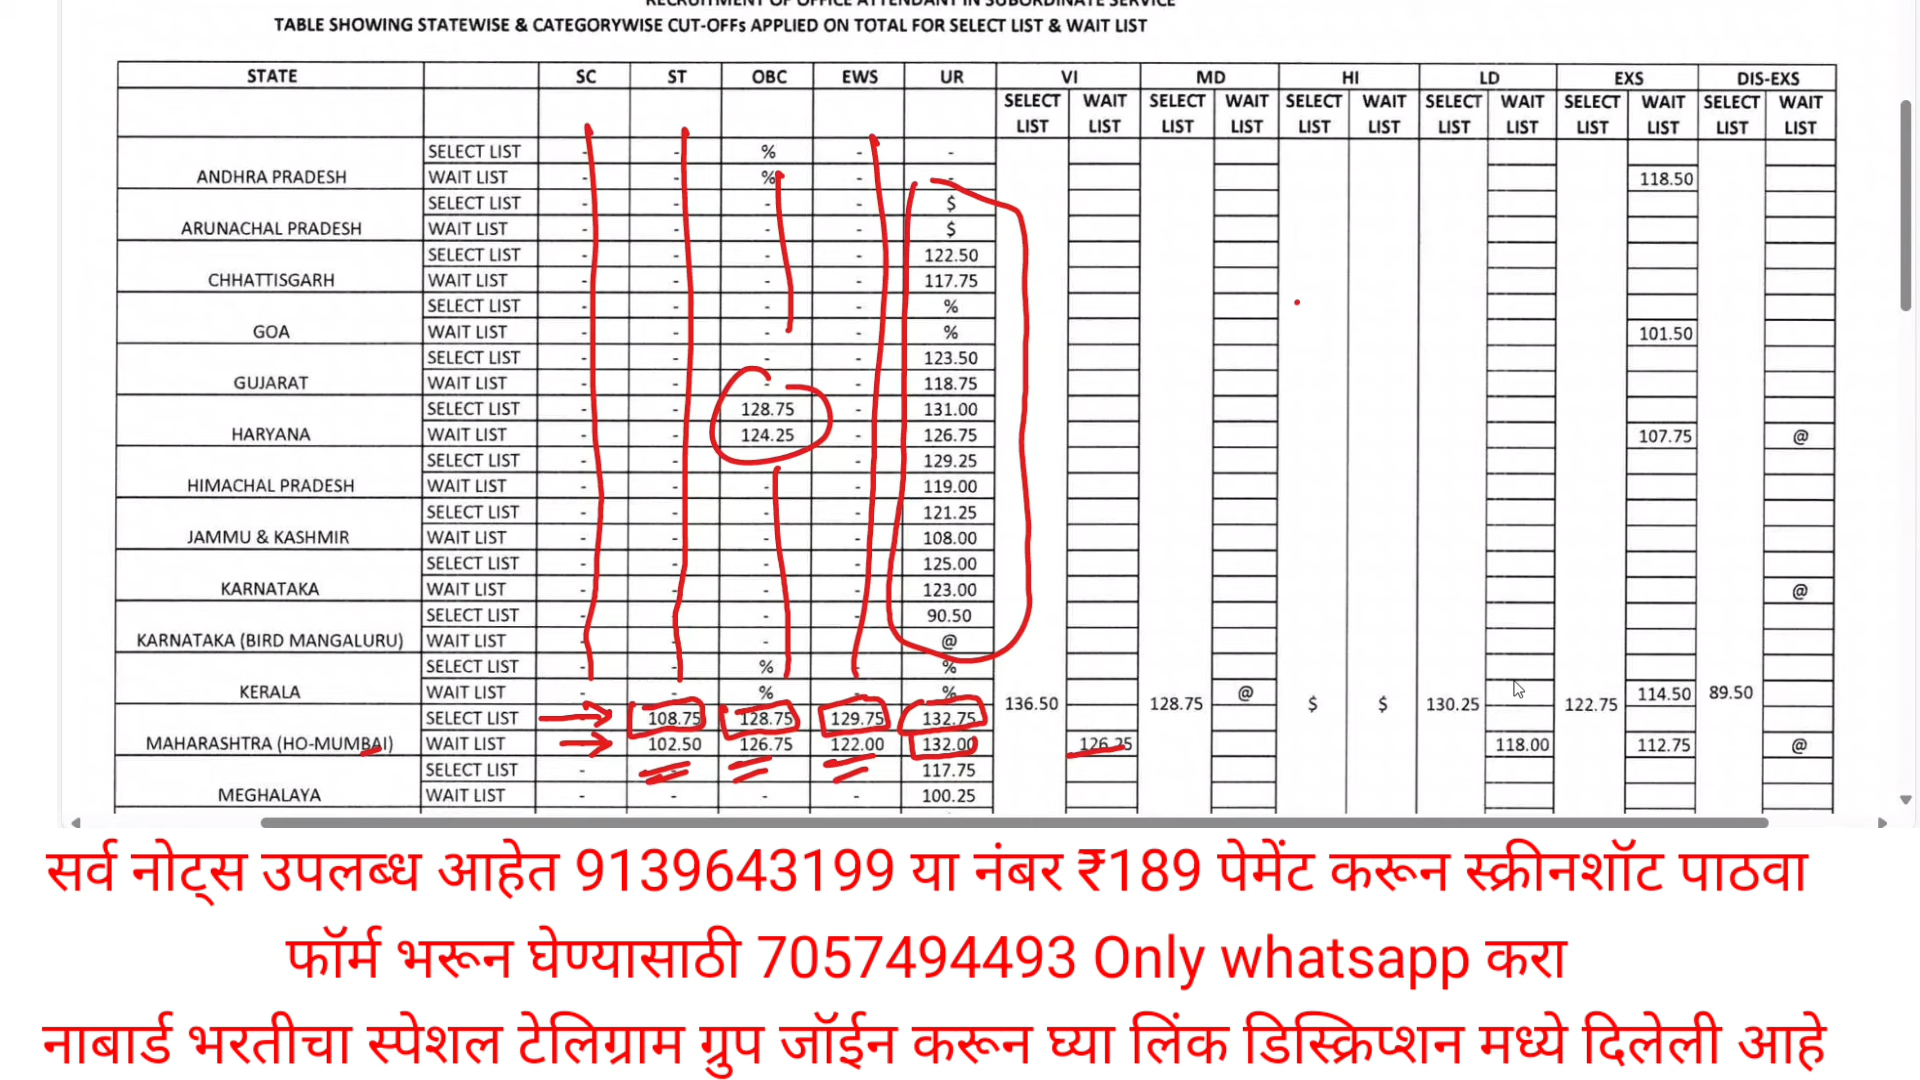 RECRUITMENT OF OFFICE ATTENDANT IN SUBORDINATE SERVICE
TABLE SHOWING STATEWISE & CATEGORYWISE CUT-OFFs APPLIED ON TOTAL FOR SELECT LIST & WAIT LIST
STATE SC ST OBC EWS UR VI MD HI LD EXS DIS-EXS
SELECT WAIT SELECT WAIT SELECT WAIT SELECT WAIT SELECT WAIT SELECT WAIT
LIST LIST LIST LIST LIST LIST LIST LIST LIST LIST LIST LIST
SELECT LIST - - % - -
ANDHRA PRADESH WAIT LIST - - % - - 118.50
SELECT LIST - - - - $
ARUNACHAL PRADESH WAIT LIST - - - - $
SELECT LIST - - - - 122.50
CHHATTISGARH WAIT LIST - - - - 117.75
SELECT LIST - - - - %
GOA WAIT LIST - - - - % 101.50
SELECT LIST - - - - 123.50
GUJARAT WAIT LIST - - - - 118.75
SELECT LIST - - 128.75 - 131.00
HARYANA WAIT LIST - - 124.25 - 126.75 107.75 @
SELECT LIST - - - - 129.25
HIMACHAL PRADESH WAIT LIST - - - - 119.00
SELECT LIST - - - - 121.25
JAMMU & KASHMIR WAIT LIST - - - - 108.00
SELECT LIST - - - - 125.00
KARNATAKA WAIT LIST - - - - 123.00 @
SELECT LIST - - - - 90.50
KARNATAKA (BIRD MANGALURU) WAIT LIST - - - - @
SELECT LIST - - % - %
KERALA WAIT LIST - - % - % 136.50 128.75 @ $ $ 130.25 122.75 114.50 89.50
SELECT LIST 108.75 128.75 129.75 132.75
MAHARASHTRA (HO-MUMBAI) WAIT LIST 102.50 126.75 122.00 132.00 126.25 118.00 112.75 @
SELECT LIST - - - - 117.75
MEGHALAYA WAIT LIST - - - - 100.25
सर्व नोट्स उपलब्ध आहेत 9139643199 या नंबर ₹189 पेमेंट करून स्क्रीनशॉट पाठवा
फॉर्म भरून घेण्यासाठी 7057494493 Only whatsapp करा
नाबार्ड भरतीचा स्पेशल टेलिग्राम ग्रुप जॉईन करून घ्या लिंक डिस्क्रिप्शन मध्ये दिलेली आहे